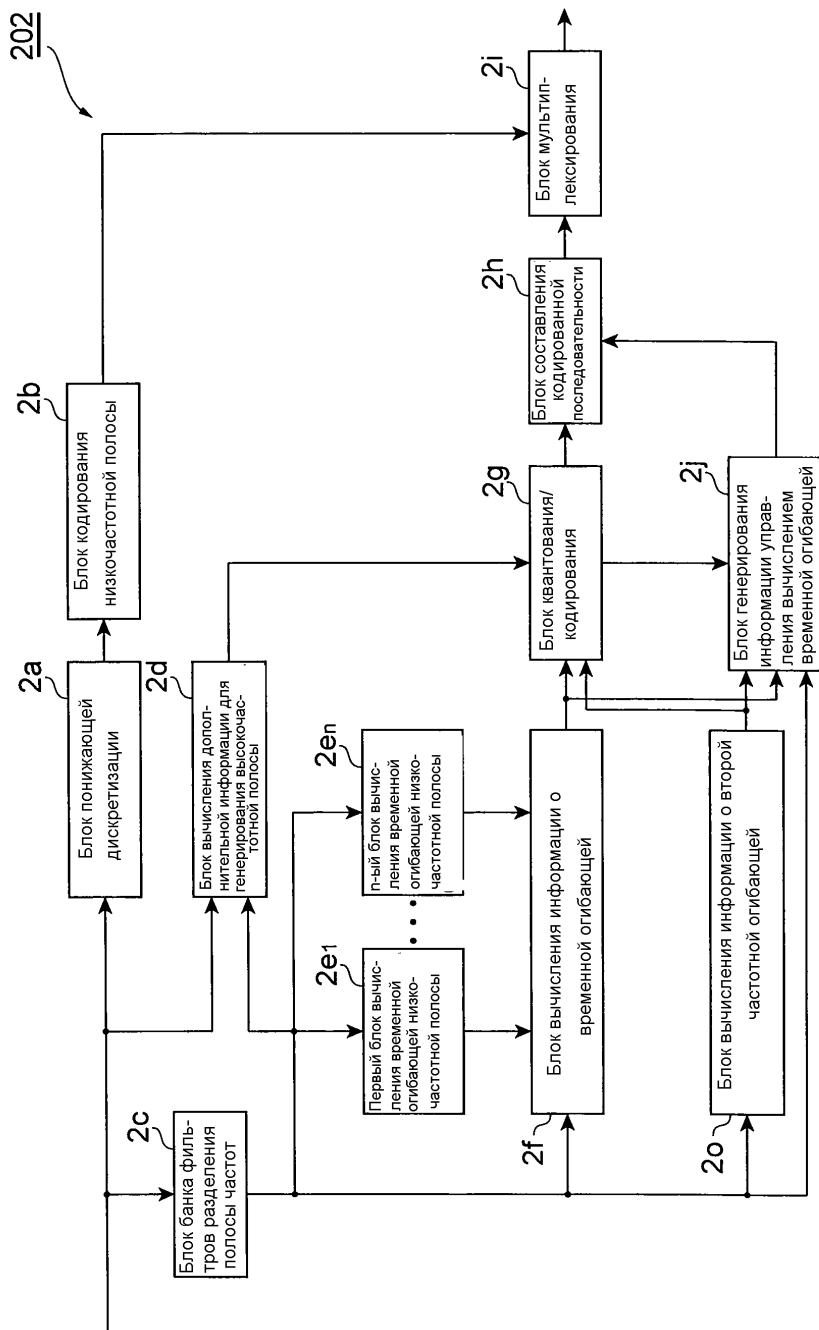 202
2a
Блок понижающей
дискретизации
2b
Блок кодирования
низкочастотной полосы
2c
Блок банка филь-
тров разделения
полосы частот
2d
Блок вычисления допол-
нительной информации для
генерирования высокочас-
тотной полосы
2e1
Первый блок вычис-
ления временной
огибающей низко-
частотной полосы
• • •
2en
n-ый блок вычис-
ления временной
огибающей низко-
частотной полосы
2f
Блок вычисления информации о
временной огибающей
2g
Блок квантования/
кодирования
2h
Блок составления
кодированной
последовательности
2i
Блок мультип-
лексирования
2o
Блок вычисления информации о второй
частотной огибающей
2j
Блок генерирования
информации управ-
ления вычислением
временной огибающей